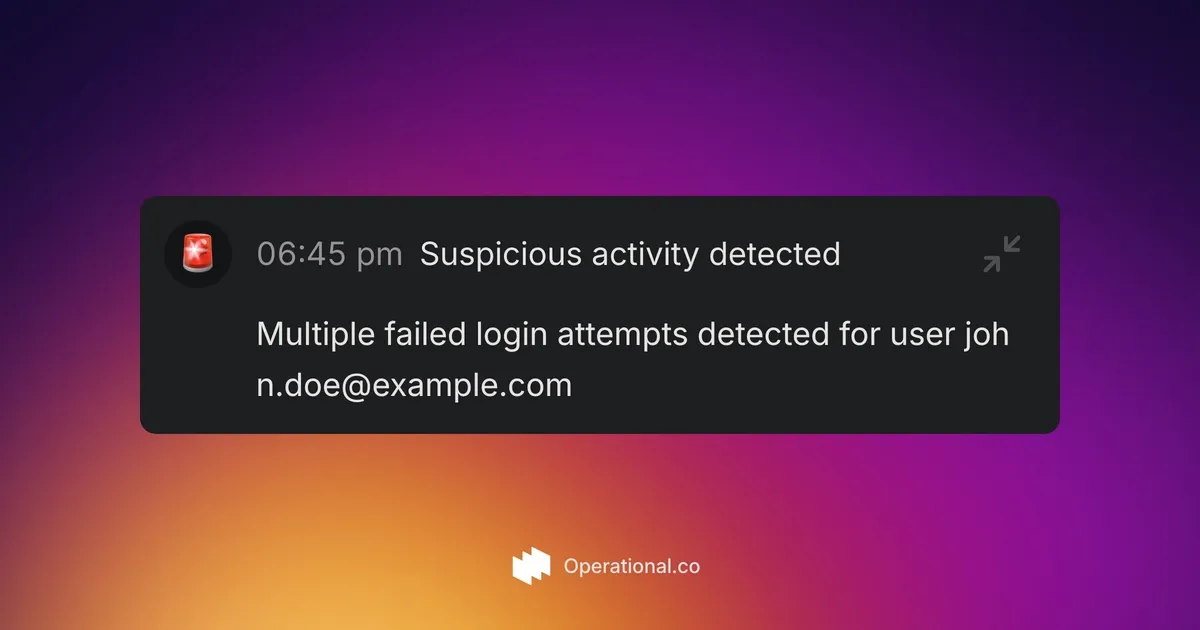 06:45 pm Suspicious activity detected
Multiple failed login attempts detected for user joh
n.doe@example.com
Operational.co